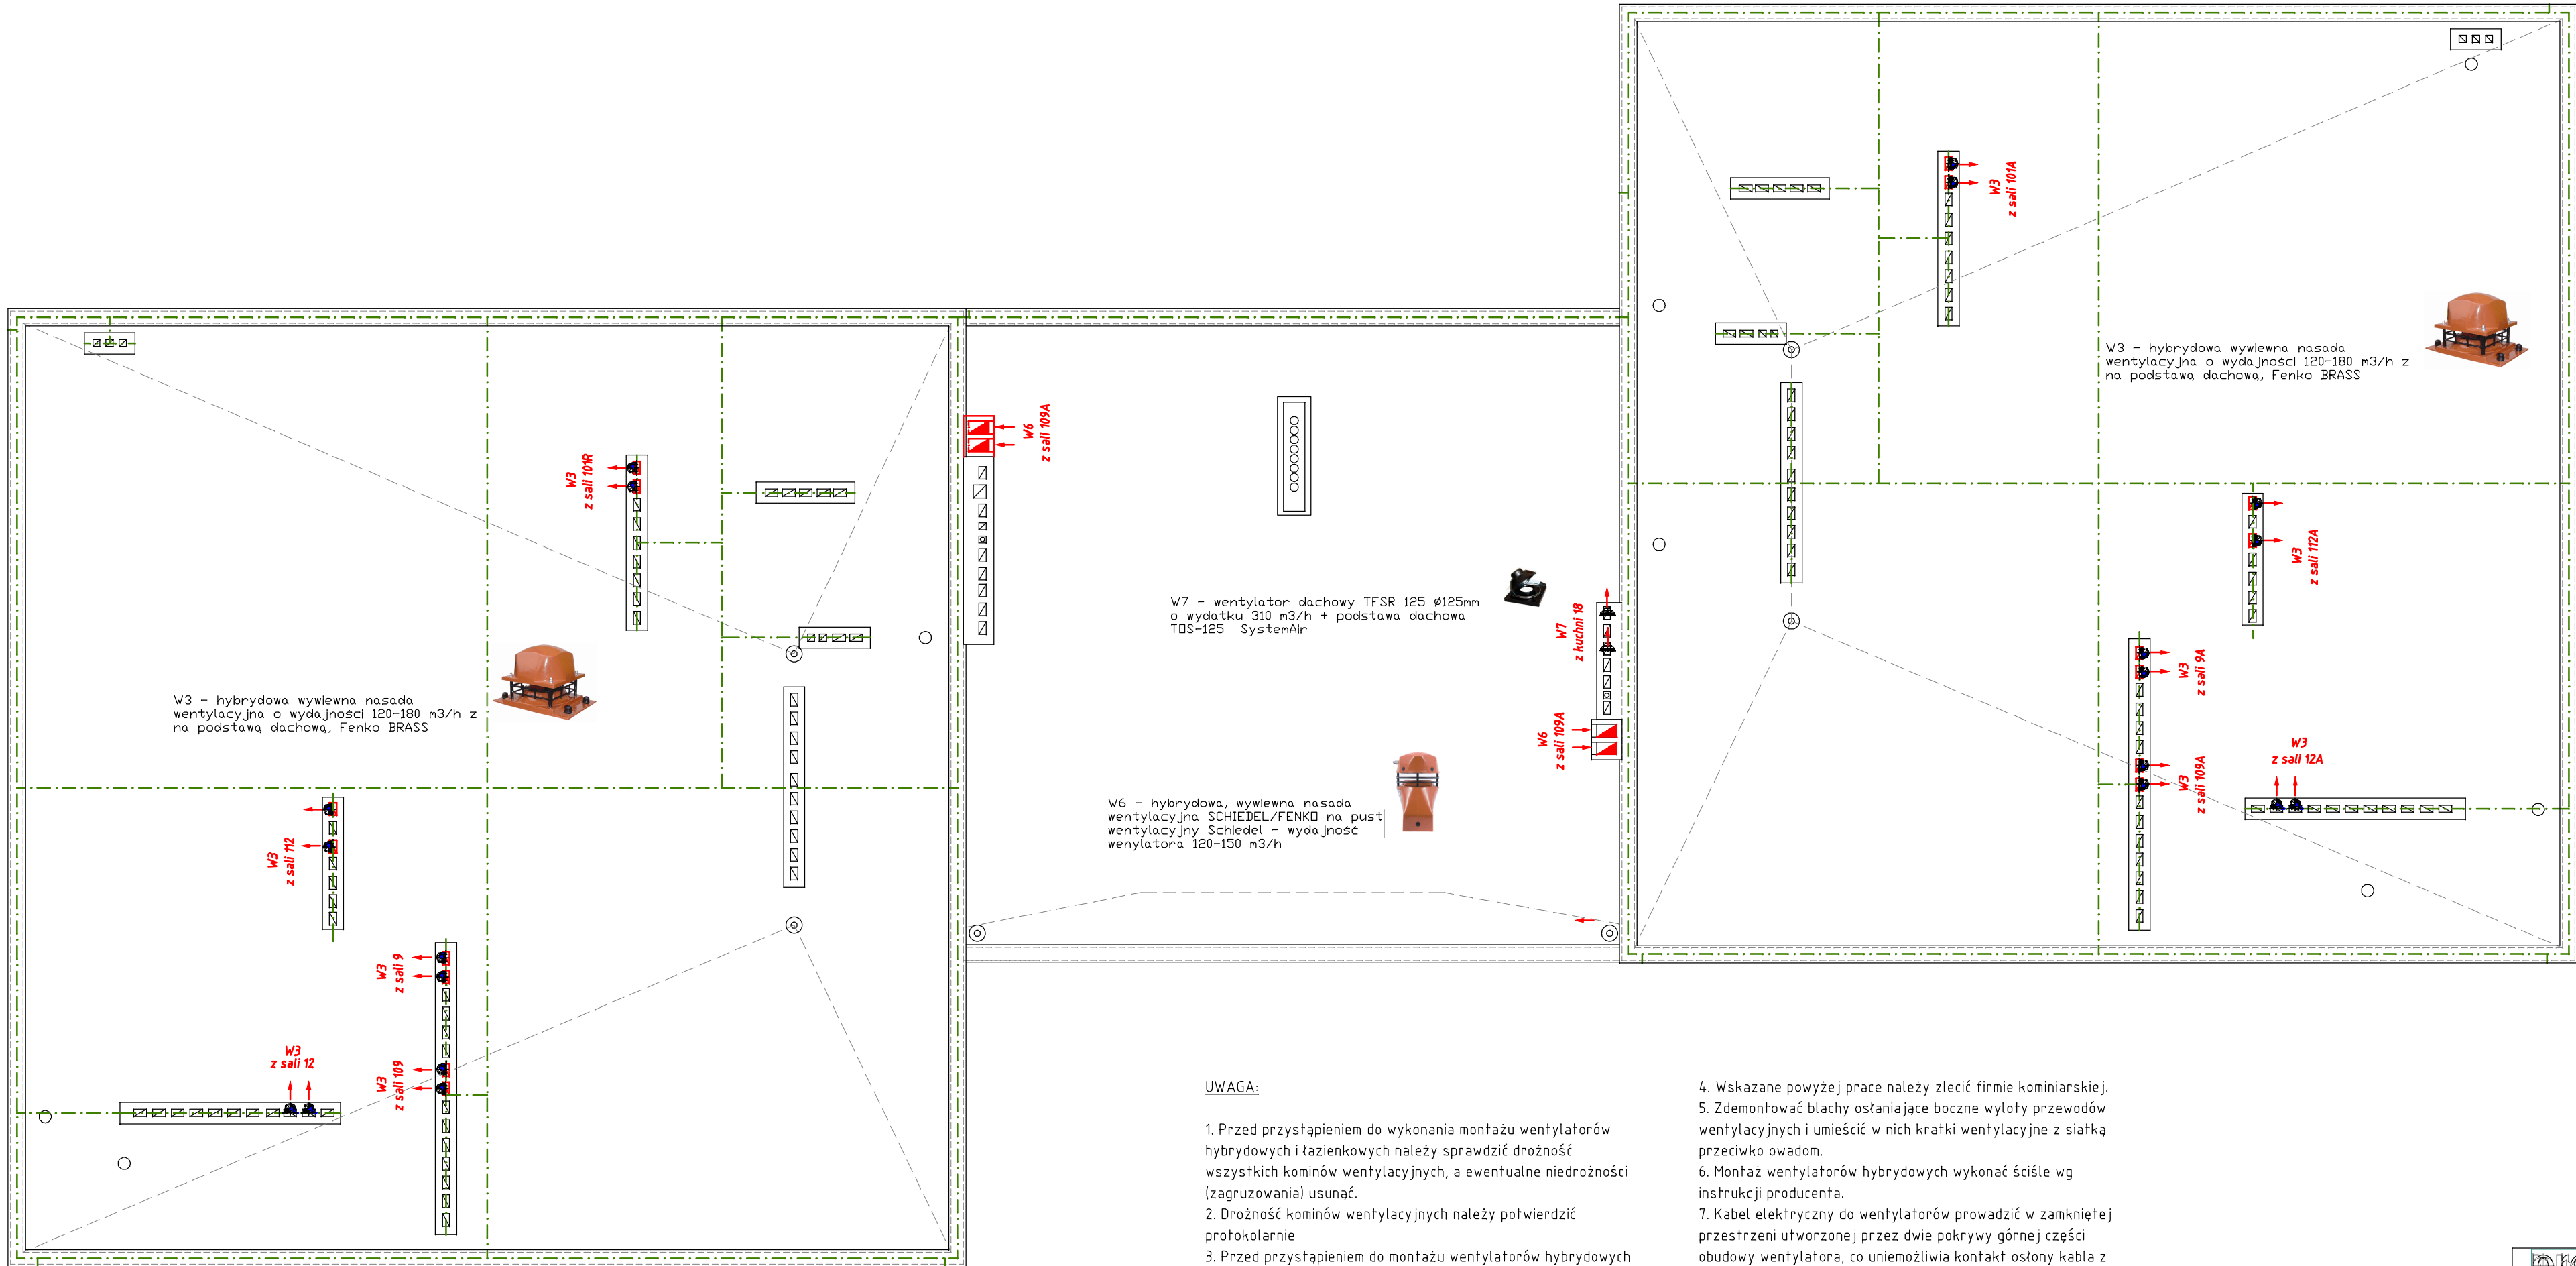 W3
z sali 101A
W3 - hybrydowa wywiewna nasada
wentylacyjna o wydajności 120-180 m3/h z
na podstawą dachową, Fenko BRASS
W6
z sali 109A
W3
z sali 101R
W3
z sali 112A
W7 - wentylator dachowy TFSR 125 Ø125mm
o wydatku 310 m3/h + podstawa dachowa
TOS-125 SystemAir
W7
z kuchni 18
W3
z sali 9A
W3 - hybrydowa wywiewna nasada
wentylacyjna o wydajności 120-180 m3/h z
na podstawą dachową, Fenko BRASS
W6
z sali 109A
W3
z sali 12A
W3
z sali 109A
W6 - hybrydowa, wywiewna nasada
wentylacyjna SCHIEDEL/FENKO na pust
wentylacyjny Schiedel - wydajność
wenylatora 120-150 m3/h
W3
z sali 112
W3
z sali 9
W3
z sali 12
W3
z sali 109
UWAGA:
1. Przed przystąpieniem do wykonania montażu wentylatorów
hybrydowych i łazienkowych należy sprawdzić drożność
wszystkich kominów wentylacyjnych, a ewentualne niedrożności
(zagruzowania) usunąć.
2. Drożność kominów wentylacyjnych należy potwierdzić
protokolarnie
3. Przed przystąpieniem do montażu wentylatorów hybrydowych
4. Wskazane powyżej prace należy zlecić firmie kominiarskiej.
5. Zdemontować blachy osłaniające boczne wyloty przewodów
wentylacyjnych i umieścić w nich kratki wentylacyjne z siatką
przeciwko owadom.
6. Montaż wentylatorów hybrydowych wykonać ściśle wg
instrukcji producenta.
7. Kabel elektryczny do wentylatorów prowadzić w zamkniętej
przestrzeni utworzonej przez dwie pokrywy górnej części
obudowy wentylatora, co uniemożliwia kontakt osłony kabla z